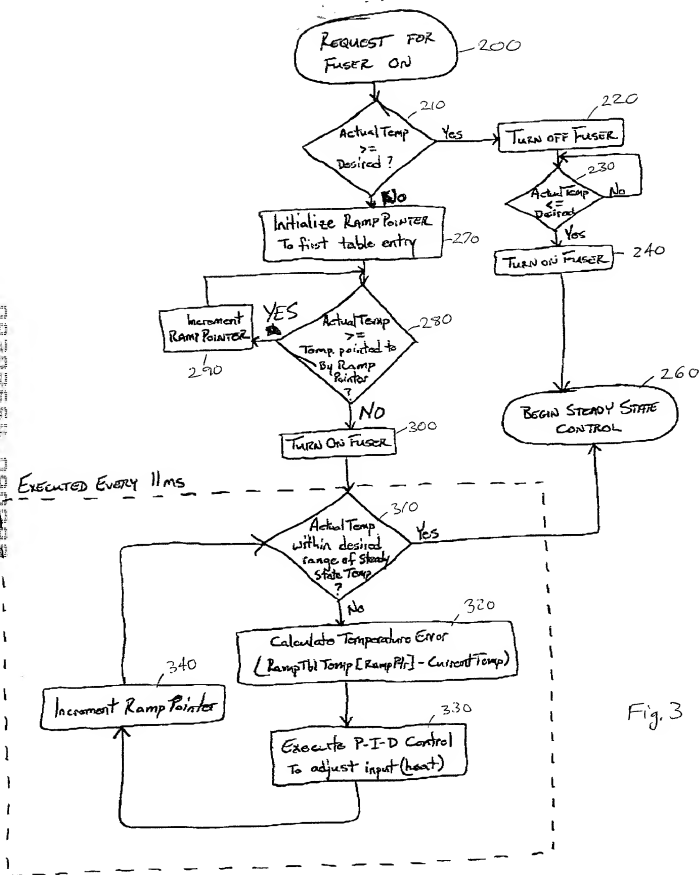 REQUEST FOR
FUSER ON
200
210
Actual Temp
>=
Desired ?
Yes
220
TURN OFF FUSER
230
Actual Temp
<=
Desired
No
Yes
240
TURN ON FUSER
No
Initialize RAMP POINTER
To first table entry
270
280
Actual Temp
>=
Temp. pointed to
By Ramp
Pointer
?
YES
Increment
RAMP POINTER
290
NO
300
TURN ON FUSER
260
BEGIN STEADY STATE
CONTROL
EXECUTED EVERY 11ms
310
Actual Temp
within desired
range of Steady
State Temp
?
Yes
No
320
Calculate Temperature Error
(RampTbl Temp [RampPtr] - CurrentTemp)
340
Increment Ramp Pointer
330
Execute P-I-D Control
To adjust input (heat)
Fig. 3